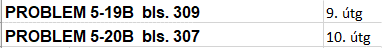 PROBLEM 5-19B bls. 309 9. útg
PROBLEM 5-20B bls. 307 10. útg